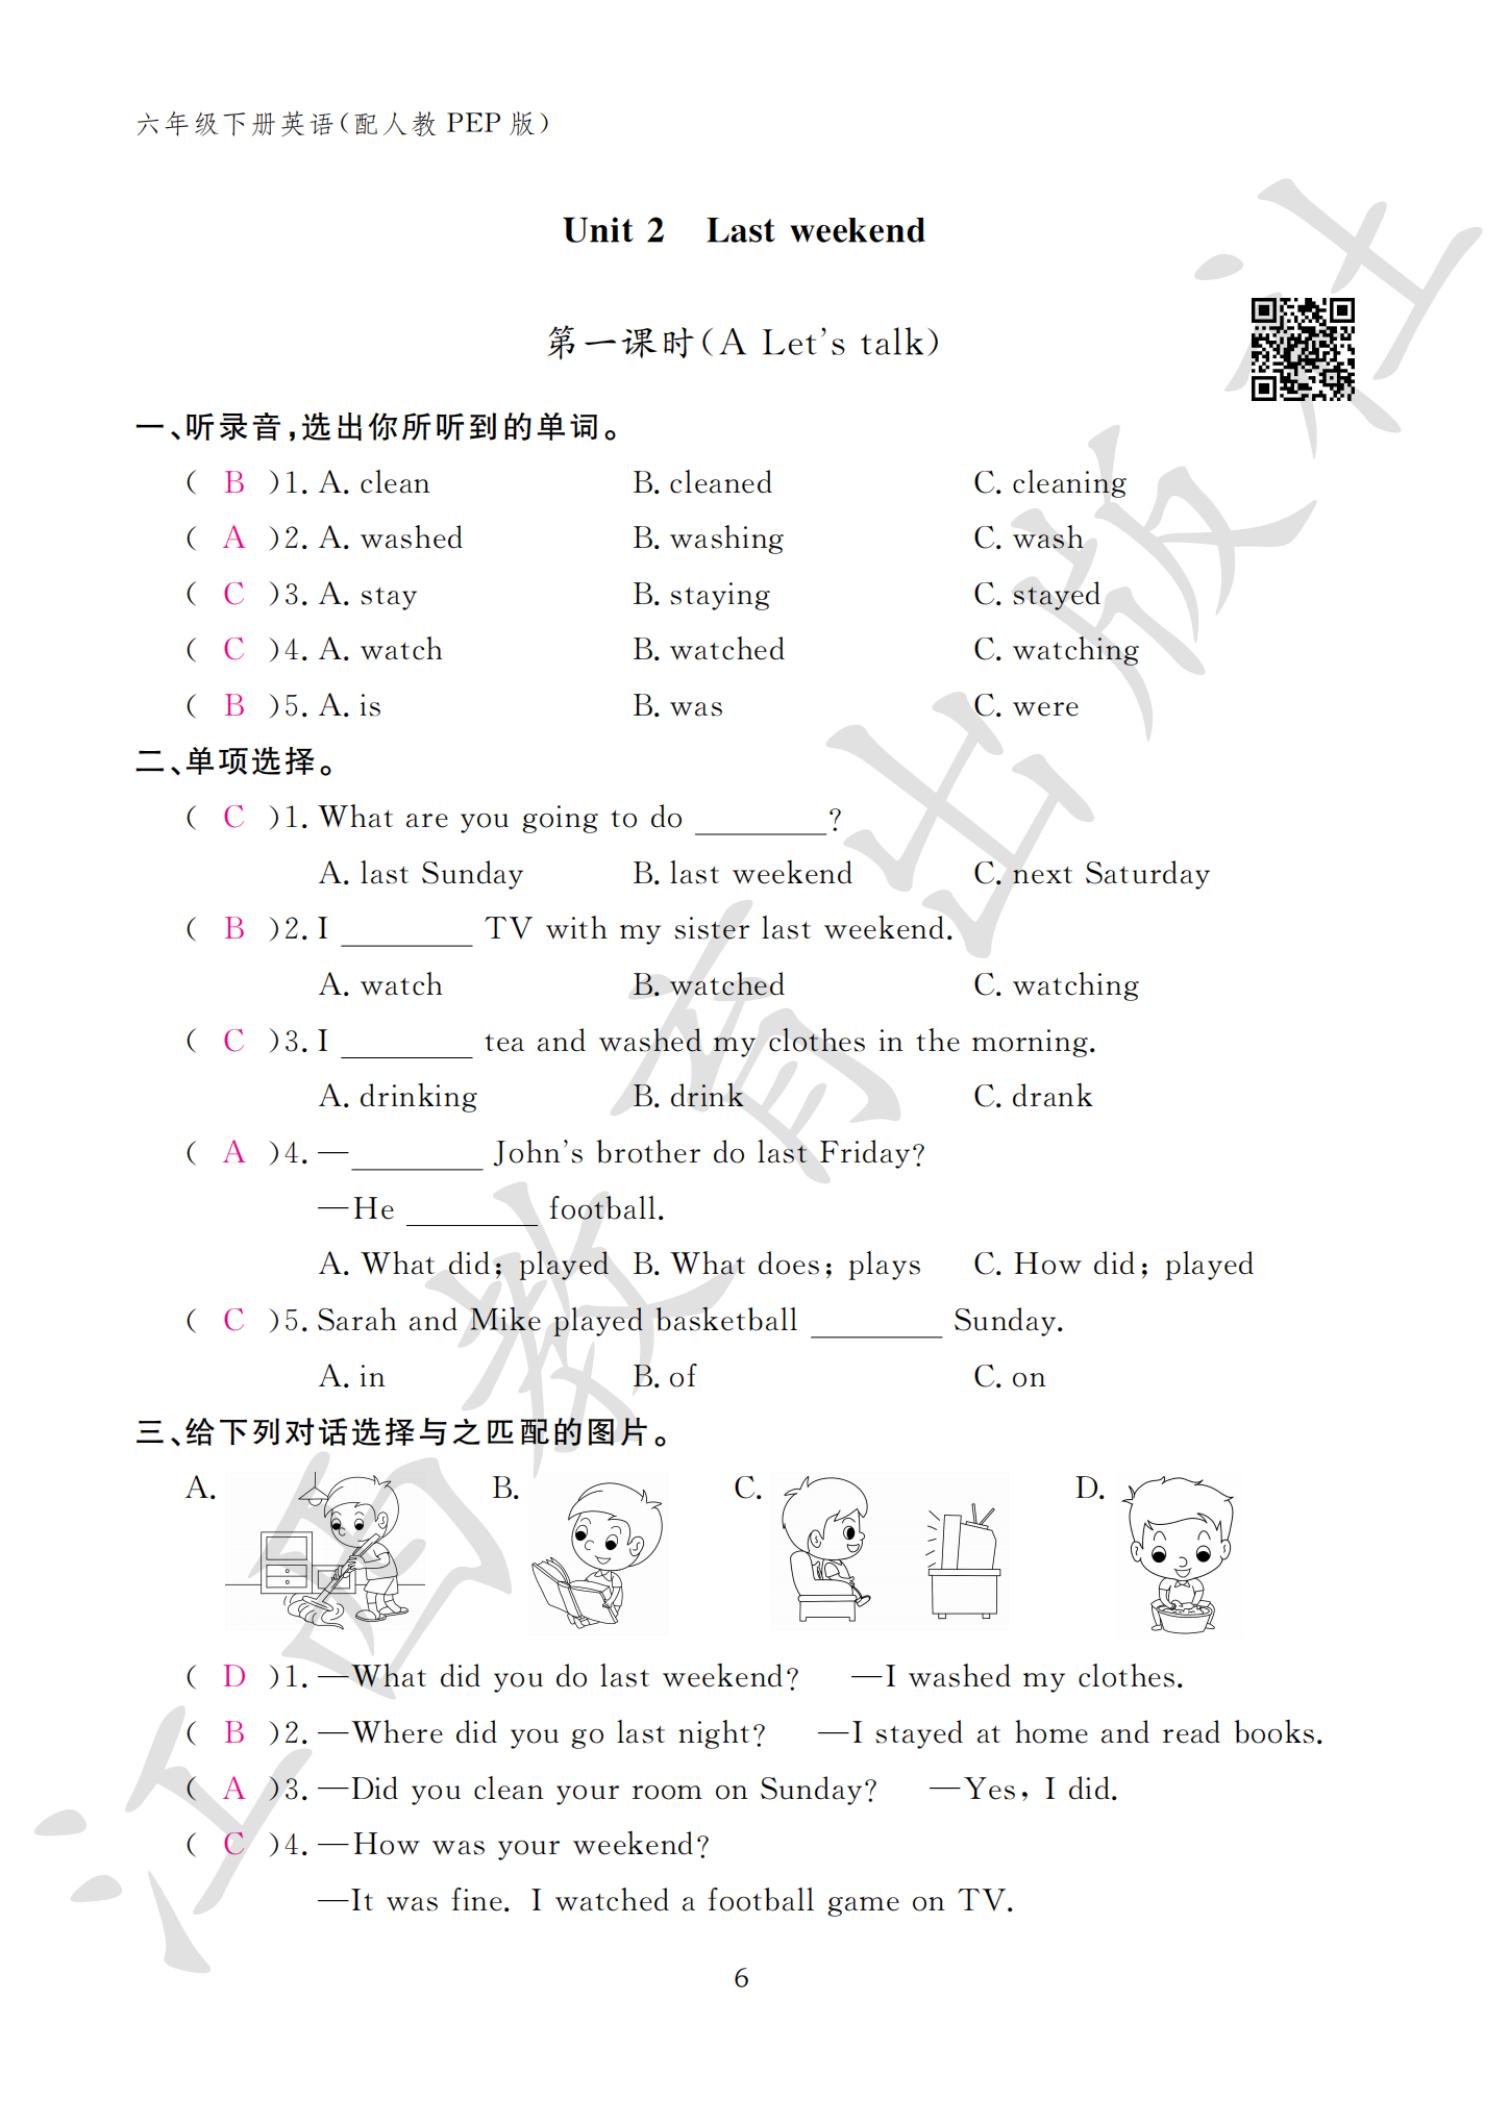 六年级下册英语(配人教 PEP 版)
Unit 2 Last weekend
第一课时(A Let's talk)
一、听录音,选出你所听到的单词。
( B )1. A. clean B. cleaned C. cleaning
( A )2. A. washed B. washing C. wash
( C )3. A. stay B. staying C. stayed
( C )4. A. watch B. watched C. watching
( B )5. A. is B. was C. were
二、单项选择。
( C )1. What are you going to do ________?
A. last Sunday B. last weekend C. next Saturday
( B )2. I ________ TV with my sister last weekend.
A. watch B. watched C. watching
( C )3. I ________ tea and washed my clothes in the morning.
A. drinking B. drink C. drank
( A )4. —________ John's brother do last Friday?
—He ________ football.
A. What did; played B. What does; plays C. How did; played
( C )5. Sarah and Mike played basketball ________ Sunday.
A. in B. of C. on
三、给下列对话选择与之匹配的图片。
A. B. C. D.
( D )1. —What did you do last weekend? —I washed my clothes.
( B )2. —Where did you go last night? —I stayed at home and read books.
( A )3. —Did you clean your room on Sunday? —Yes, I did.
( C )4. —How was your weekend?
—It was fine. I watched a football game on TV.
6
江西教育出版社